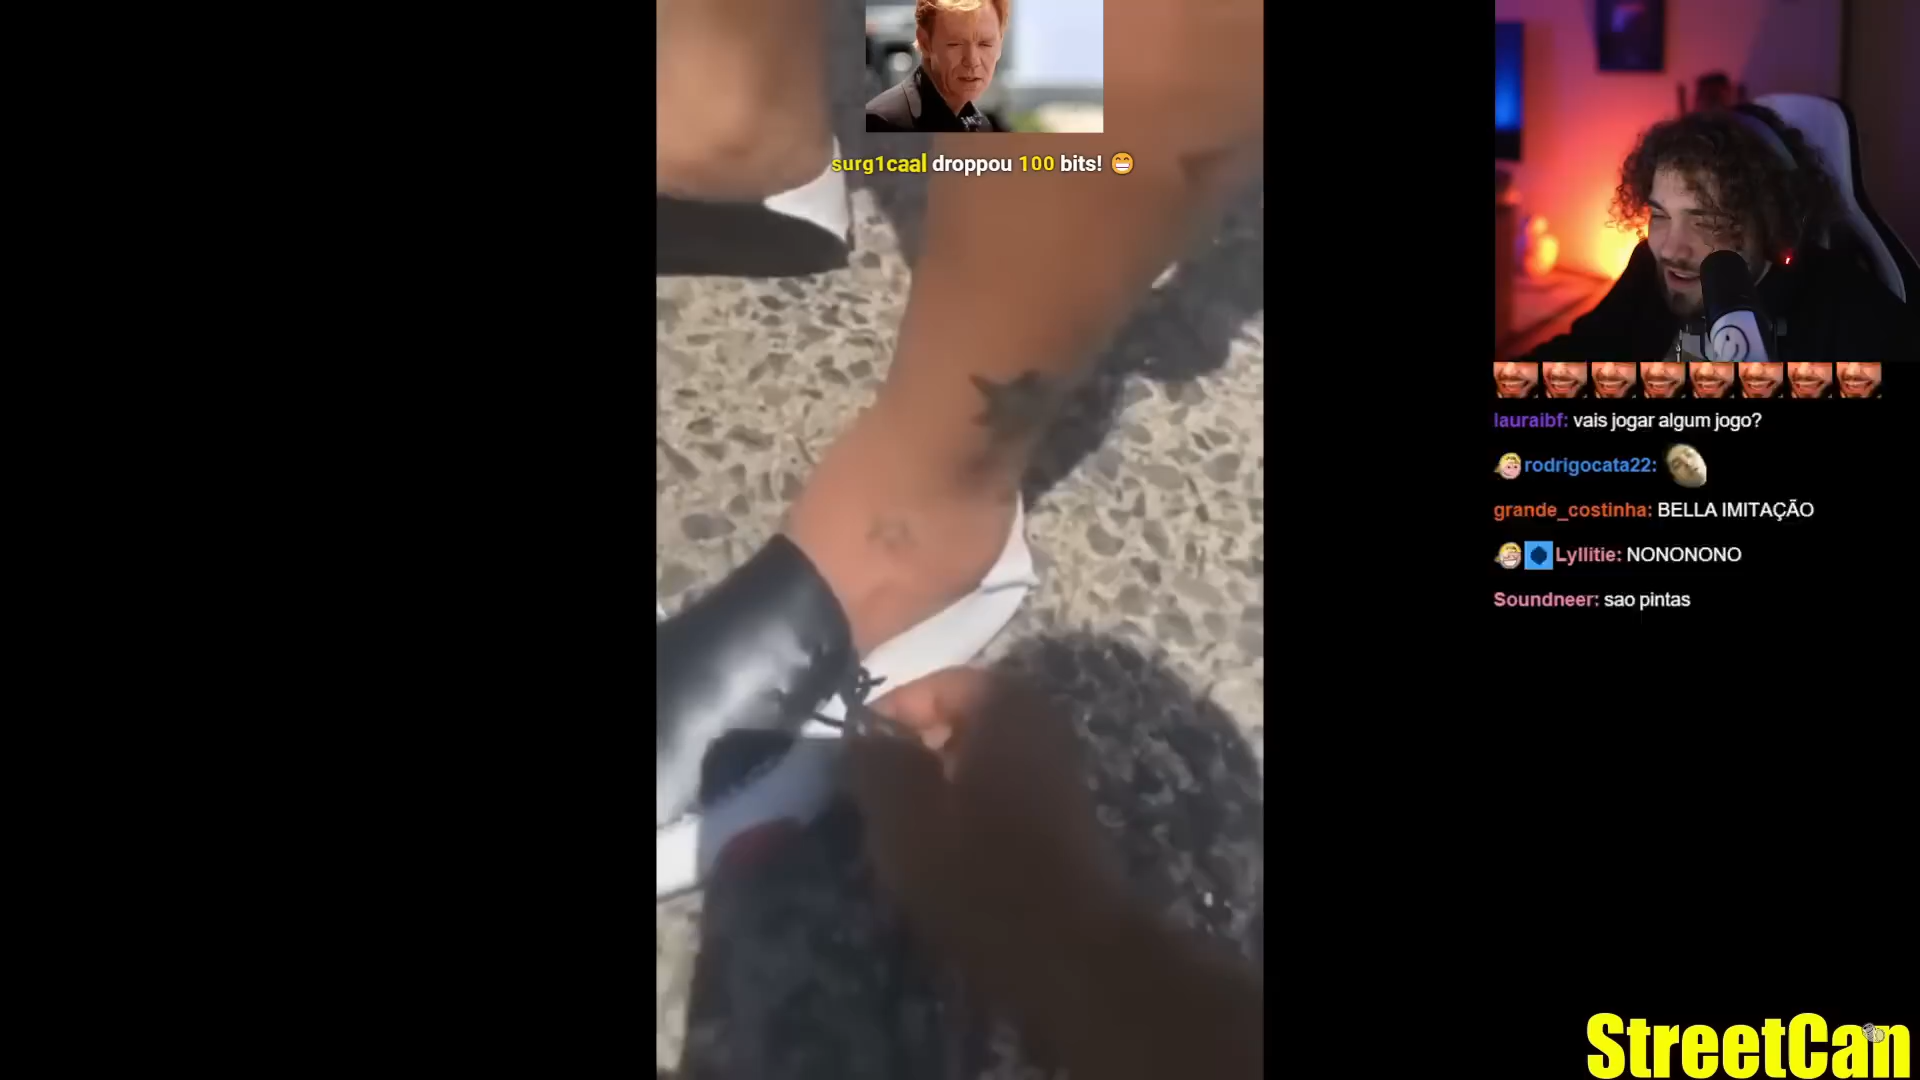 surg1caal droppou 100 bits! 😁
lauraibf: vais jogar algum jogo?
rodrigocata22:
grande_costinha: BELLA IMITAÇÃO
Lyllitie: NONONONO
Soundneer: sao pintas
StreetCan